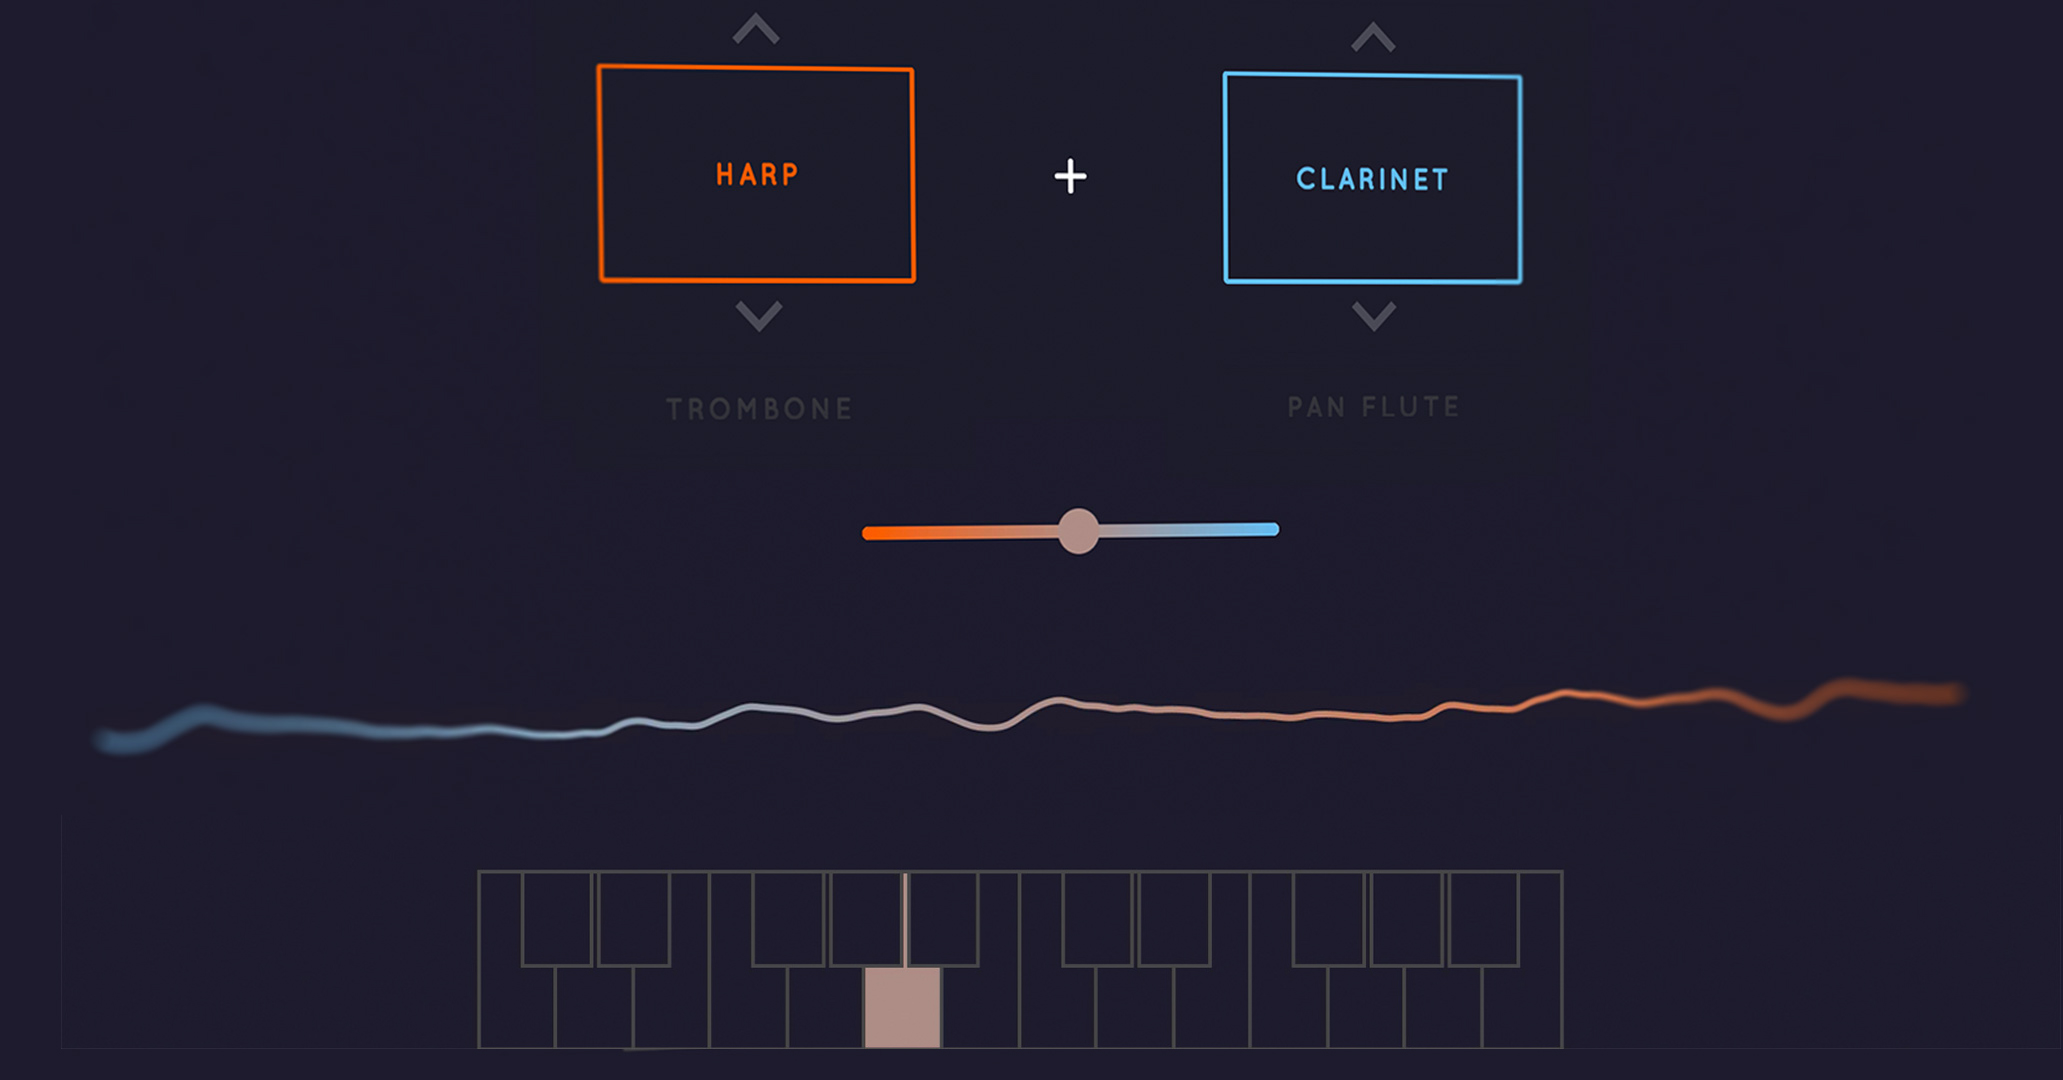 HARP
+
CLARINET
TROMBONE
PAN FLUTE